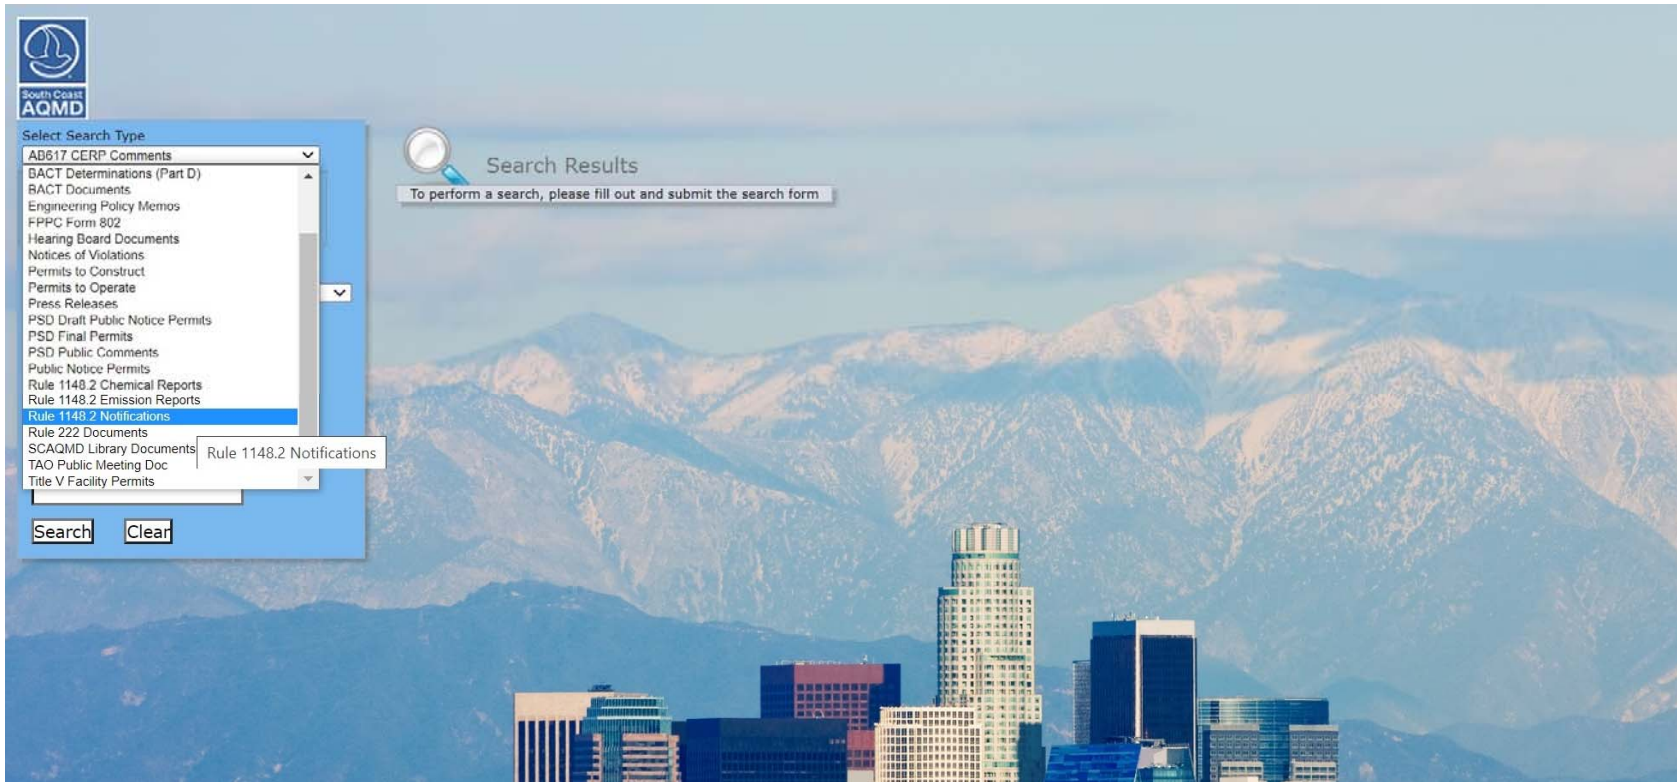 South Coast
AQMD
Select Search Type
AB617 CERP Comments
BACT Determinations (Part D)
BACT Documents
Engineering Policy Memos
FPPC Form 802
Hearing Board Documents
Notices of Violations
Permits to Construct
Permits to Operate
Press Releases
PSD Draft Public Notice Permits
PSD Final Permits
PSD Public Comments
Public Notice Permits
Rule 1148.2 Chemical Reports
Rule 1148.2 Emission Reports
Rule 1148.2 Notifications
Rule 222 Documents
SCAQMD Library Documents
TAO Public Meeting Doc
Title V Facility Permits
Rule 1148.2 Notifications
Search
Clear
Search Results
To perform a search, please fill out and submit the search form